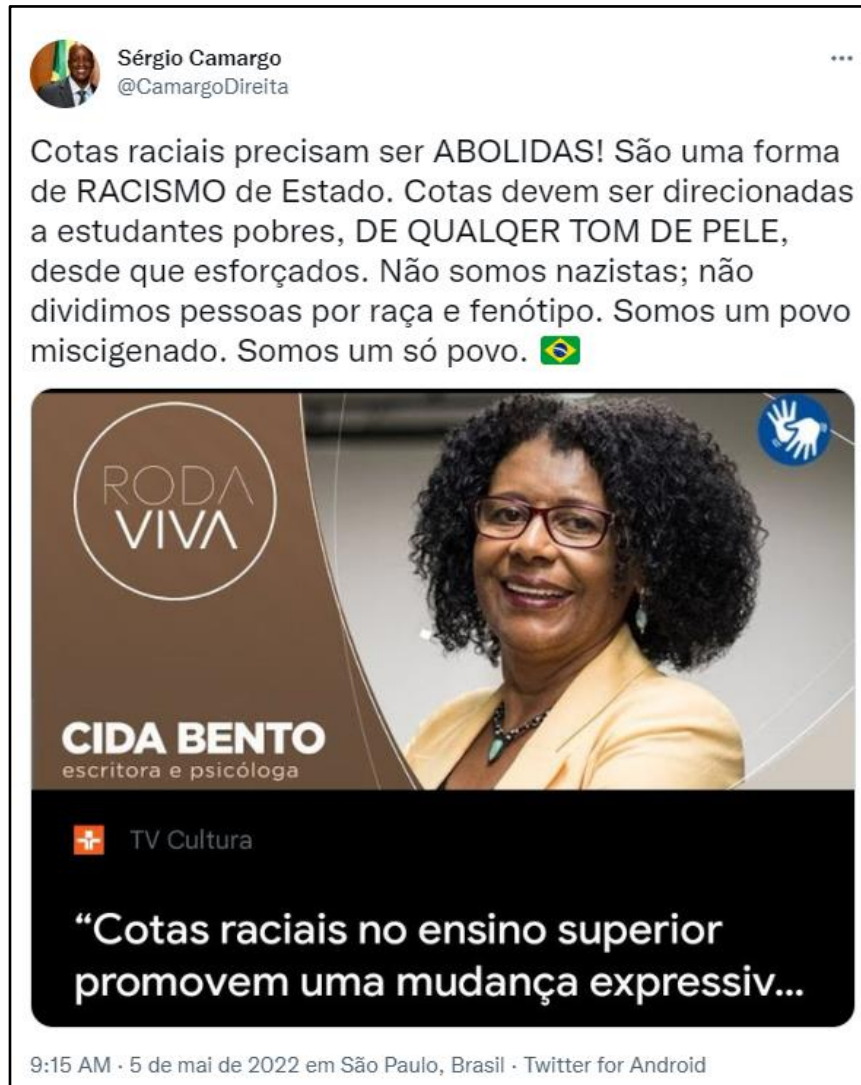 Sérgio Camargo
@CamargoDireita
Cotas raciais precisam ser ABOLIDAS! São uma forma
de RACISMO de Estado. Cotas devem ser direcionadas
a estudantes pobres, DE QUALQER TOM DE PELE,
desde que esforçados. Não somos nazistas; não
dividimos pessoas por raça e fenótipo. Somos um povo
miscigenado. Somos um só povo.
RODA
VIVA
CIDA BENTO
escritora e psicóloga
TV Cultura
“Cotas raciais no ensino superior
promovem uma mudança expressiv...
9:15 AM · 5 de mai de 2022 em São Paulo, Brasil · Twitter for Android